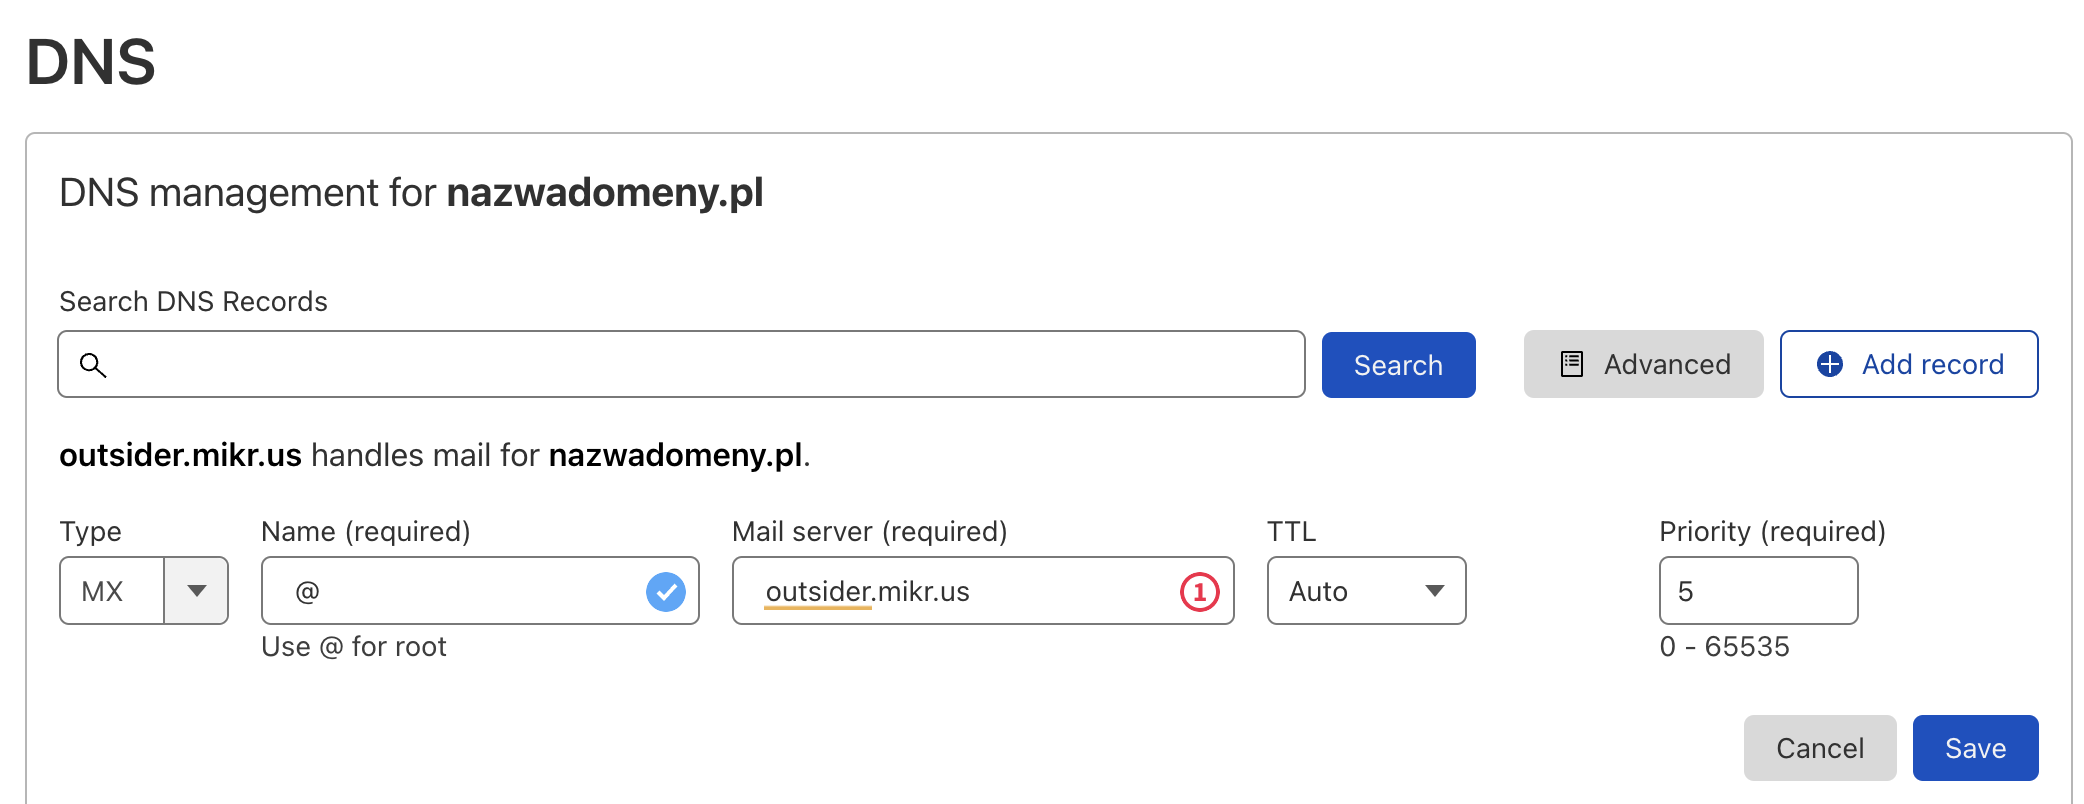 DNS
DNS management for nazwadomeny.pl
Search DNS Records
Search Advanced Add record
outsider.mikr.us handles mail for nazwadomeny.pl.
Type Name (required) Mail server (required) TTL Priority (required)
MX @ outsider.mikr.us 1 Auto 5
Use @ for root 0 - 65535
Cancel Save